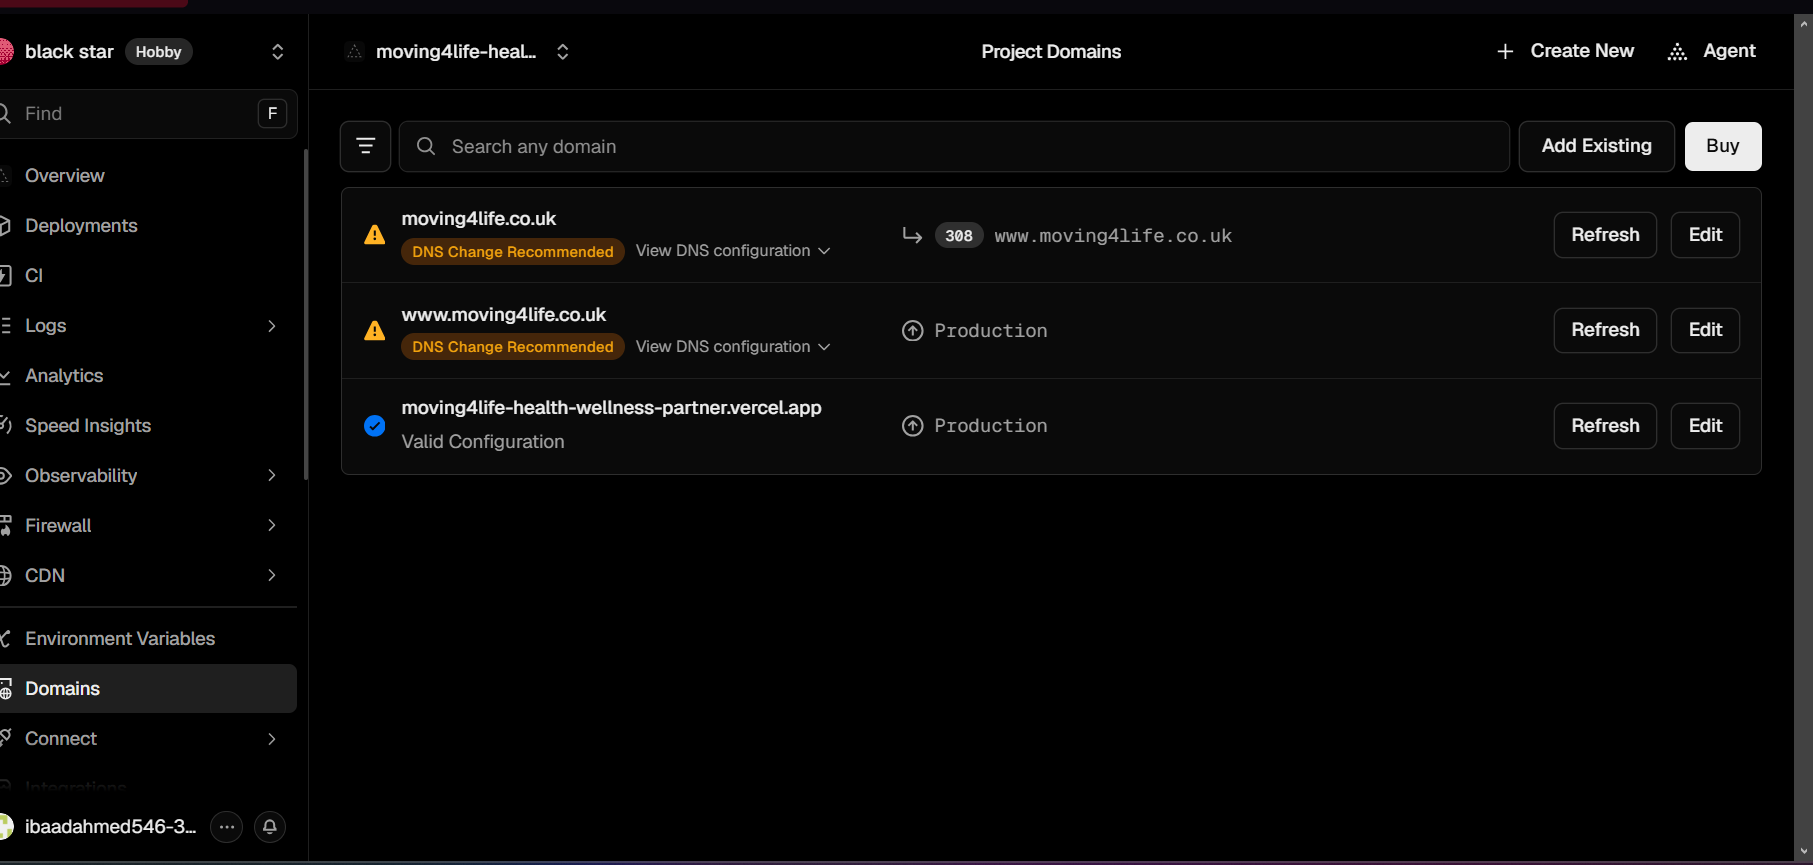 black star Hobby
moving4life-heal...
Project Domains
Create New
Agent
Find F
Search any domain
Add Existing
Buy
Overview
Deployments
CI
Logs
Analytics
Speed Insights
Observability
Firewall
CDN
Environment Variables
Domains
Connect
Integrations
ibaadahmed546-3...
moving4life.co.uk
DNS Change Recommended View DNS configuration
308 www.moving4life.co.uk
Refresh Edit
www.moving4life.co.uk
DNS Change Recommended View DNS configuration
Production
Refresh Edit
moving4life-health-wellness-partner.vercel.app
Valid Configuration
Production
Refresh Edit